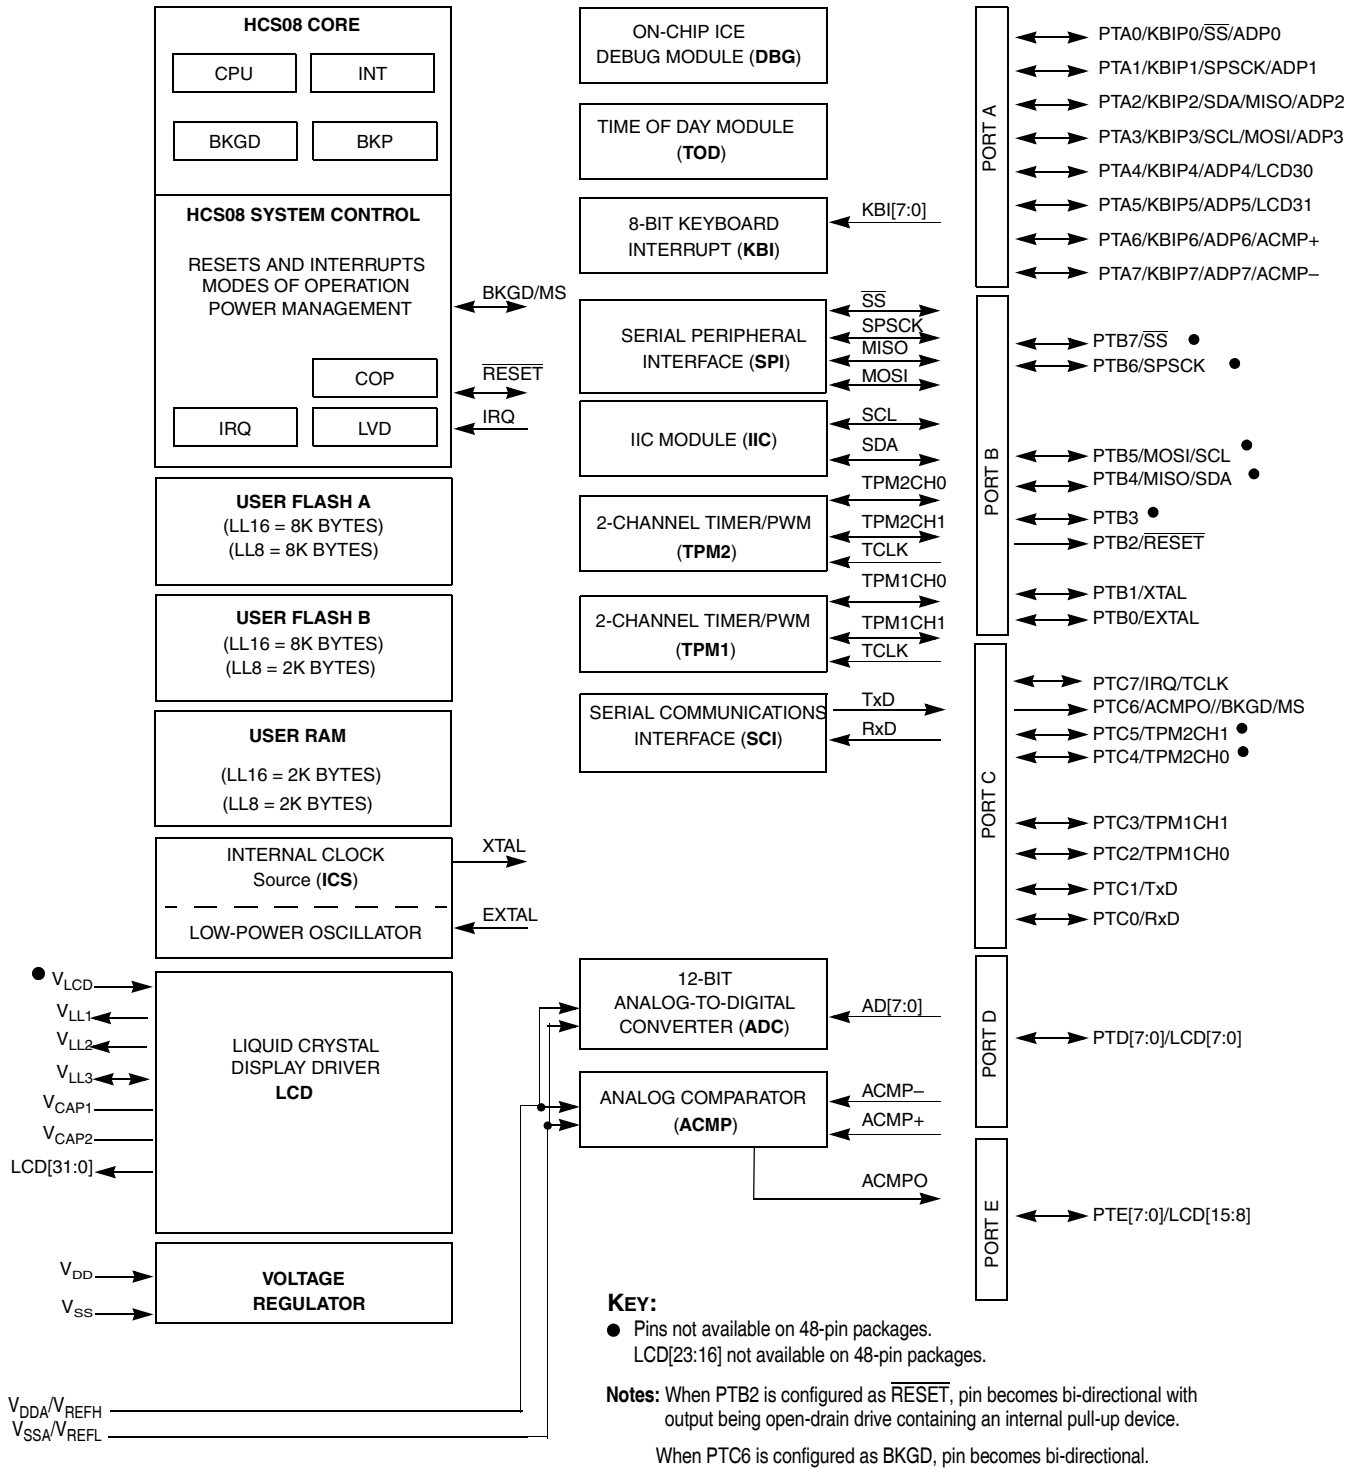 HCS08 CORE
CPU
INT
BKGD
BKP
HCS08 SYSTEM CONTROL
RESETS AND INTERRUPTS
MODES OF OPERATION
POWER MANAGEMENT
COP
IRQ
LVD
BKGD/MS
RESET
IRQ
USER FLASH A
(LL16 = 8K BYTES)
(LL8 = 8K BYTES)
USER FLASH B
(LL16 = 8K BYTES)
(LL8 = 2K BYTES)
USER RAM
(LL16 = 2K BYTES)
(LL8 = 2K BYTES)
INTERNAL CLOCK
Source (ICS)
LOW-POWER OSCILLATOR
XTAL
EXTAL
● VLCD
VLL1
VLL2
VLL3
VCAP1
VCAP2
LCD[31:0]
LIQUID CRYSTAL
DISPLAY DRIVER
LCD
VDD
VSS
VOLTAGE
REGULATOR
VDDA/VREFH
VSSA/VREFL
ON-CHIP ICE
DEBUG MODULE (DBG)
TIME OF DAY MODULE
(TOD)
8-BIT KEYBOARD
INTERRUPT (KBI)
KBI[7:0]
SERIAL PERIPHERAL
INTERFACE (SPI)
SS
SPSCK
MISO
MOSI
IIC MODULE (IIC)
SCL
SDA
2-CHANNEL TIMER/PWM
(TPM2)
TPM2CH0
TPM2CH1
TCLK
2-CHANNEL TIMER/PWM
(TPM1)
TPM1CH0
TPM1CH1
TCLK
SERIAL COMMUNICATIONS
INTERFACE (SCI)
TxD
RxD
12-BIT
ANALOG-TO-DIGITAL
CONVERTER (ADC)
AD[7:0]
ANALOG COMPARATOR
(ACMP)
ACMP–
ACMP+
ACMPO
PORT A
PTA0/KBIP0/SS/ADP0
PTA1/KBIP1/SPSCK/ADP1
PTA2/KBIP2/SDA/MISO/ADP2
PTA3/KBIP3/SCL/MOSI/ADP3
PTA4/KBIP4/ADP4/LCD30
PTA5/KBIP5/ADP5/LCD31
PTA6/KBIP6/ADP6/ACMP+
PTA7/KBIP7/ADP7/ACMP–
PORT B
PTB7/SS ●
PTB6/SPSCK ●
PTB5/MOSI/SCL ●
PTB4/MISO/SDA ●
PTB3 ●
PTB2/RESET
PTB1/XTAL
PTB0/EXTAL
PORT C
PTC7/IRQ/TCLK
PTC6/ACMPO//BKGD/MS
PTC5/TPM2CH1 ●
PTC4/TPM2CH0 ●
PTC3/TPM1CH1
PTC2/TPM1CH0
PTC1/TxD
PTC0/RxD
PORT D
PTD[7:0]/LCD[7:0]
PORT E
PTE[7:0]/LCD[15:8]
KEY:
● Pins not available on 48-pin packages.
LCD[23:16] not available on 48-pin packages.
Notes: When PTB2 is configured as RESET, pin becomes bi-directional with
output being open-drain drive containing an internal pull-up device.
When PTC6 is configured as BKGD, pin becomes bi-directional.